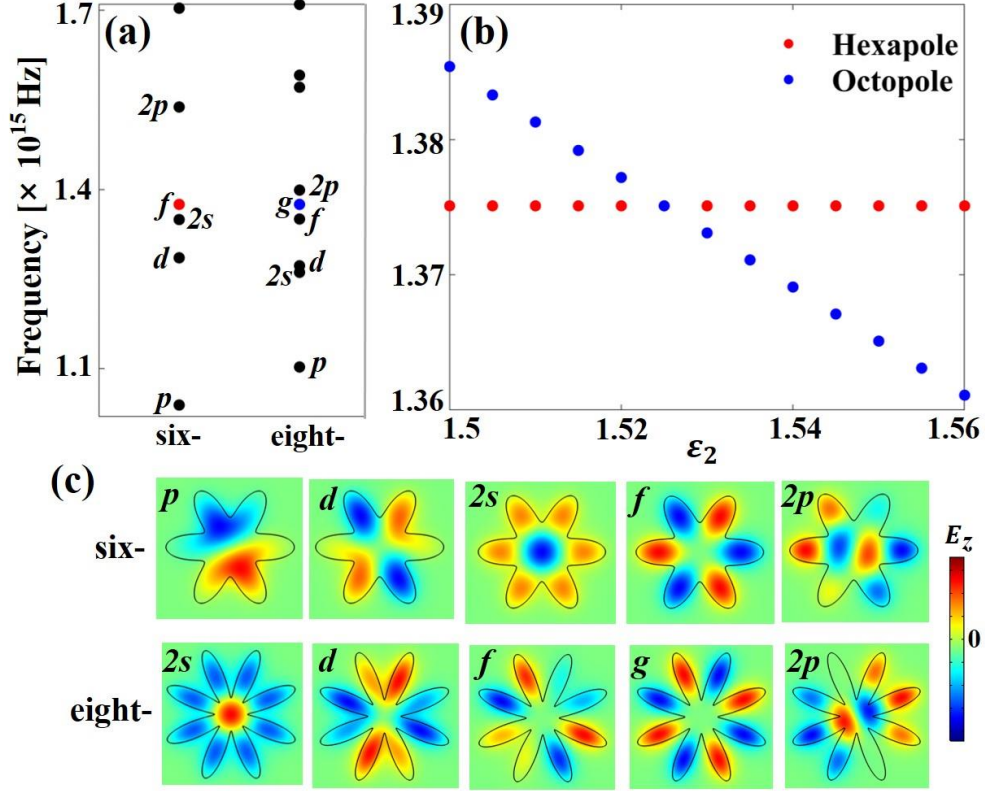 (a)
Frequency [× 10¹⁵ Hz]
1.7
1.4
1.1
2p
f
2s
d
p
2p
g
f
d
2s
p
six-
eight-
(b)
Hexapole
Octopole
1.39
1.38
1.37
1.36
1.5
1.52
1.54
1.56
ε₂
(c)
six-
p
d
2s
f
2p
eight-
2s
d
f
g
2p
E_z
0